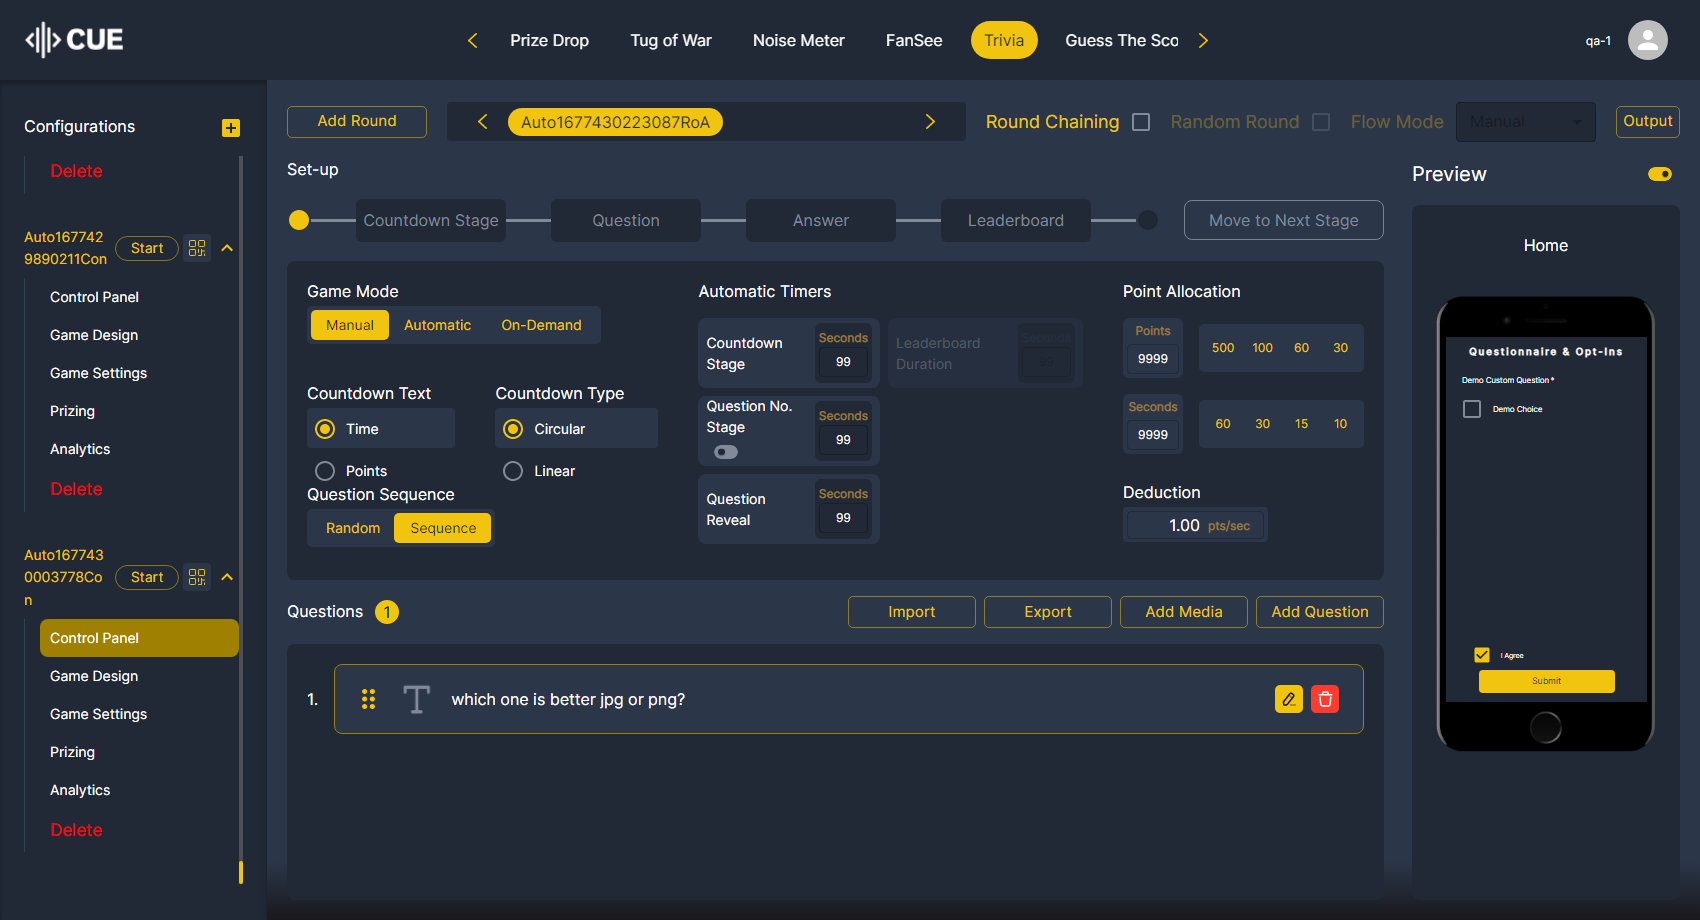 CUE
Prize Drop
Tug of War
Noise Meter
FanSee
Trivia
Guess The Sco
qa-1
Configurations
Delete
Auto167742
9890211Con
Start
Control Panel
Game Design
Game Settings
Prizing
Analytics
Delete
Auto167743
0003778Co
n
Start
Control Panel
Game Design
Game Settings
Prizing
Analytics
Delete
Add Round
Auto1677430223087RoA
Round Chaining
Random Round
Flow Mode
Manual
Output
Set-up
Countdown Stage
Question
Answer
Leaderboard
Move to Next Stage
Game Mode
Manual
Automatic
On-Demand
Countdown Text
Time
Points
Countdown Type
Circular
Linear
Question Sequence
Random
Sequence
Automatic Timers
Countdown
Stage
Seconds
99
Leaderboard
Duration
Seconds
99
Question No.
Stage
Seconds
99
Question
Reveal
Seconds
99
Point Allocation
Points
9999
500 100 60 30
Seconds
9999
60 30 15 10
Deduction
1.00 pts/sec
Questions 1
Import
Export
Add Media
Add Question
1.
T
which one is better jpg or png?
Preview
Home
Questionnaire & Opt-Ins
Demo Custom Question *
Demo Choice
I Agree
Submit